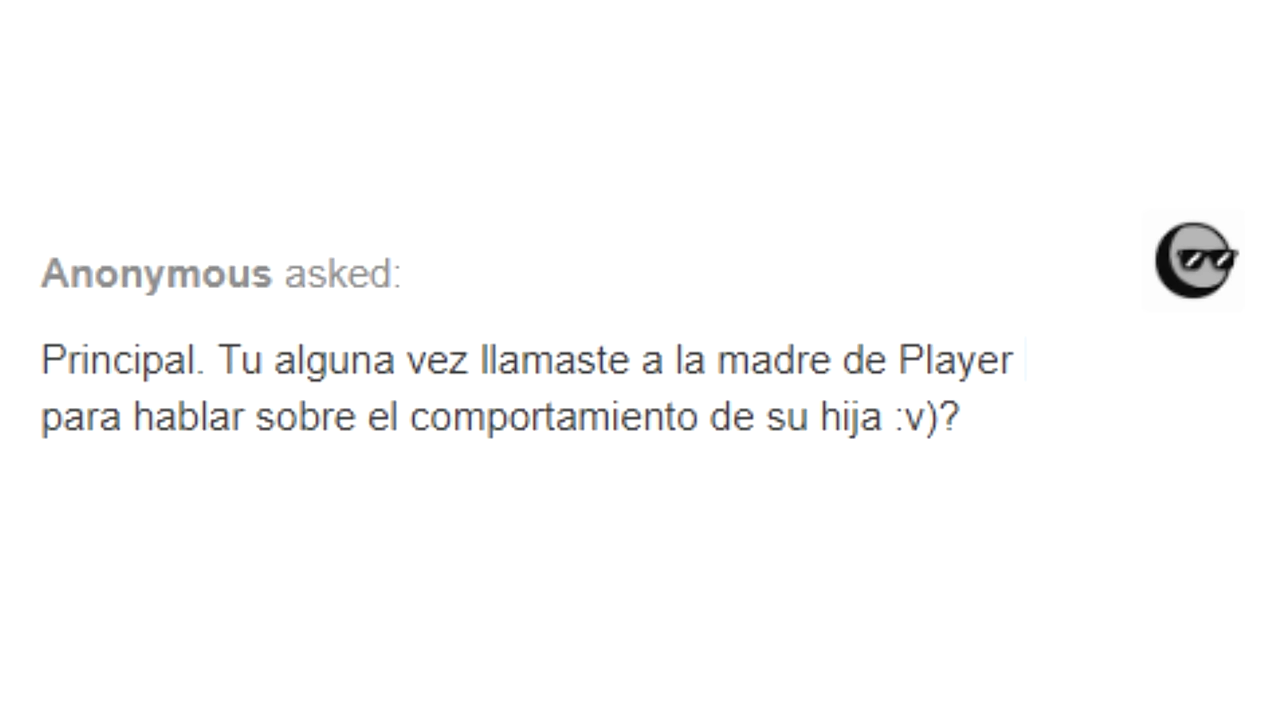 Anonymous asked:
Principal. Tu alguna vez llamaste a la madre de Player
para hablar sobre el comportamiento de su hija :v)?